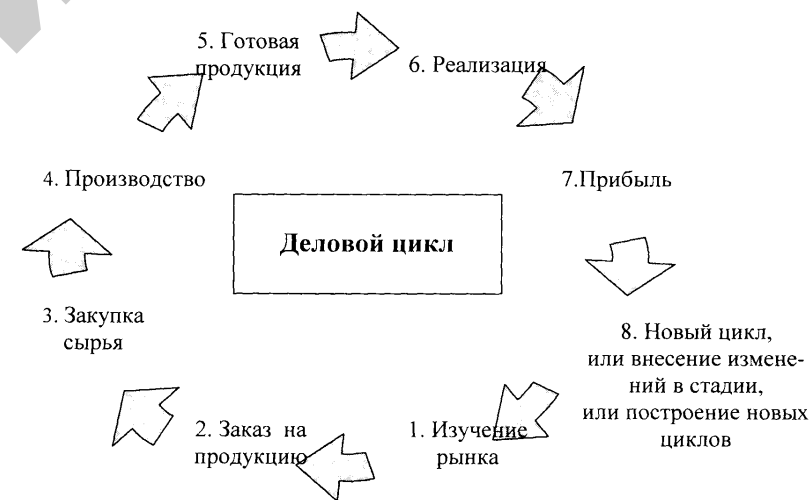 5. Готовая
продукция
6. Реализация
4. Производство
7.Прибыль
Деловой цикл
3. Закупка
сырья
8. Новый цикл,
или внесение измене-
ний в стадии,
или построение новых
циклов
2. Заказ на
продукцию
1. Изучение
рынка